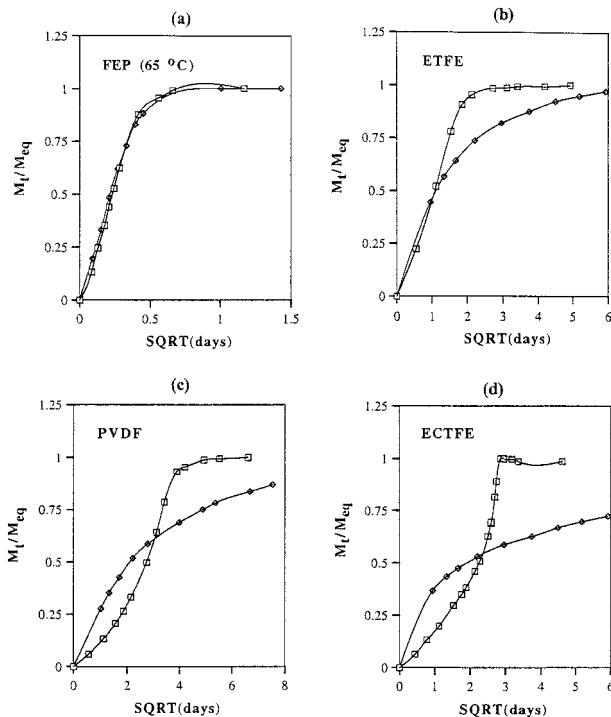 (a)
1.25
FEP (65 °C)
1
0.75
0.5
0.25
0
Mt/Meq
0 0.5 1 1.5
SQRT(days)
(b)
1.25
ETFE
1
0.75
0.5
0.25
0
Mt/Meq
0 1 2 3 4 5 6
SQRT(days)
(c)
1.25
PVDF
1
0.75
0.5
0.25
0
Mt/Meq
0 2 4 6 8
SQRT(days)
(d)
1.25
ECTFE
1
0.75
0.5
0.25
0
Mt/Meq
0 1 2 3 4 5 6
SQRT(days)